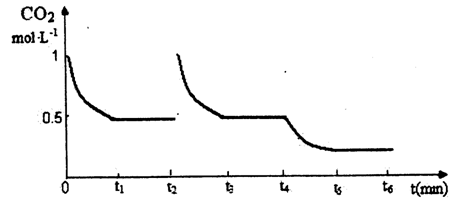 CO₂
mol·L⁻¹
1
0.5
0 t₁ t₂ t₃ t₄ t₅ t₆ t(min)